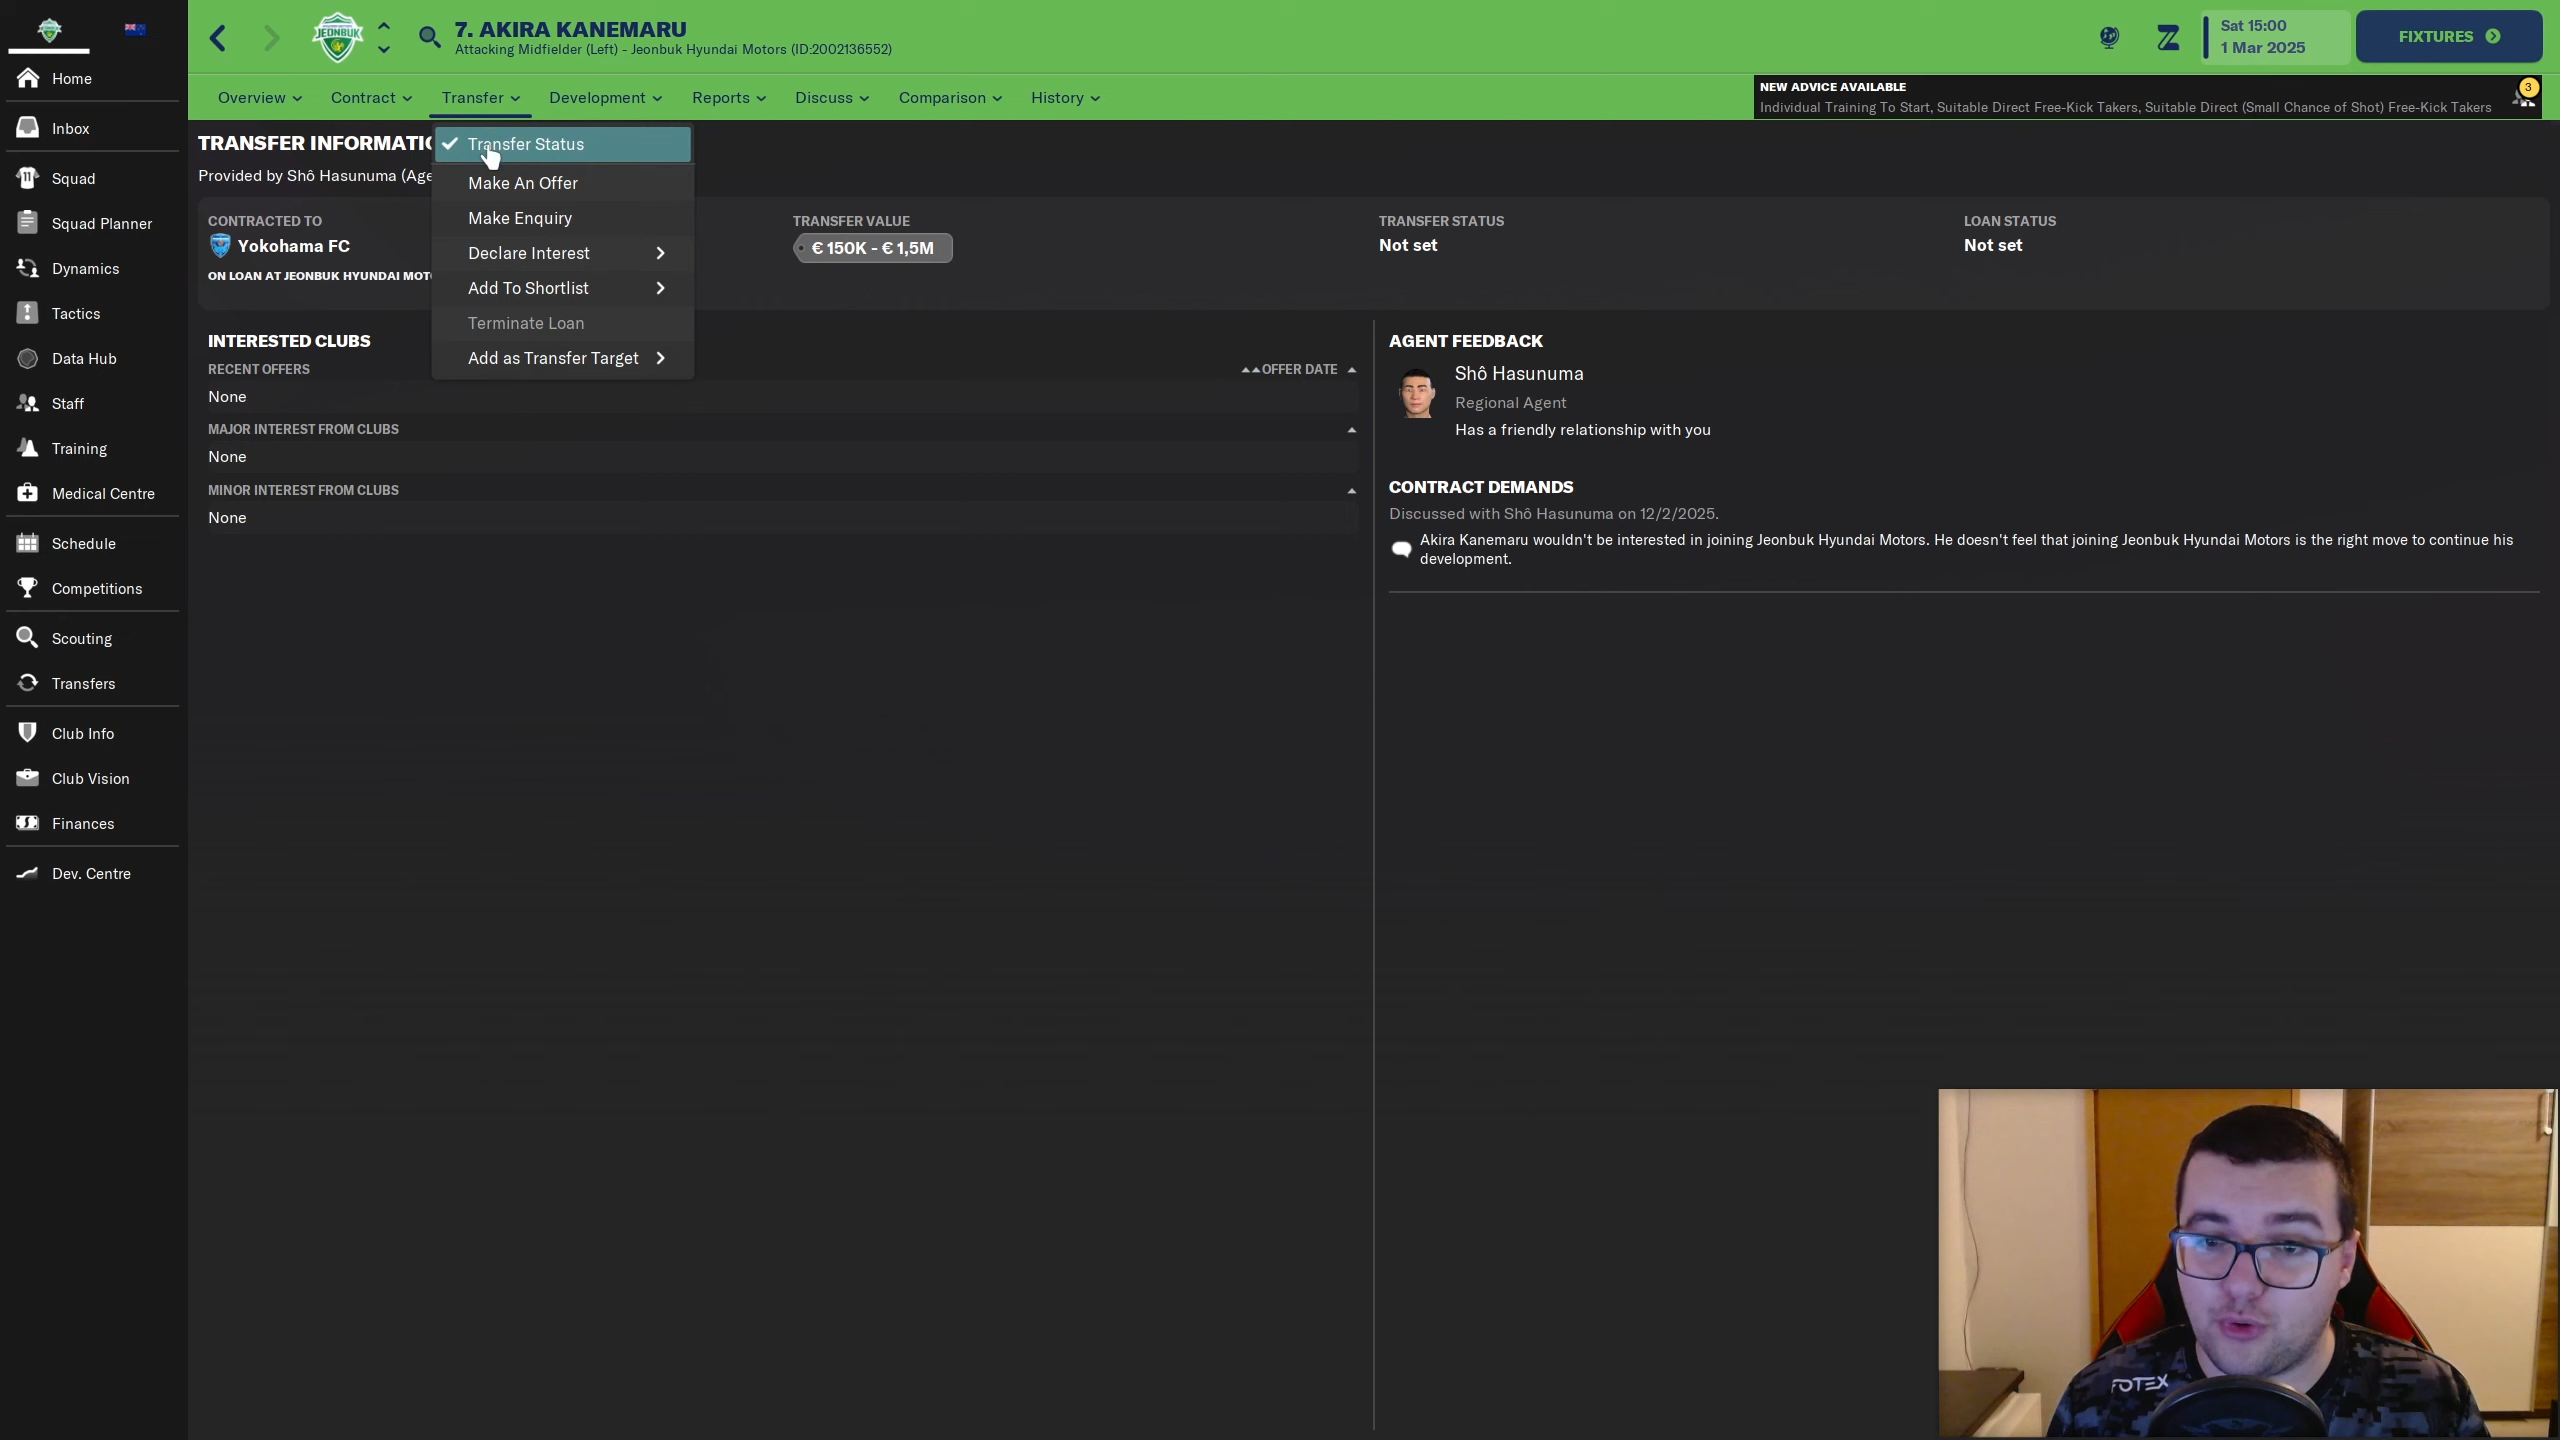 7. AKIRA KANEMARU
Attacking Midfielder (Left) - Jeonbuk Hyundai Motors (ID:2002136552)
JEONBUK
Sat 15:00
1 Mar 2025
FIXTURES
Overview
Contract
Transfer
Development
Reports
Discuss
Comparison
History
NEW ADVICE AVAILABLE
Individual Training To Start, Suitable Direct Free-Kick Takers, Suitable Direct (Small Chance of Shot) Free-Kick Takers
3
Home
Inbox
Squad
Squad Planner
Dynamics
Tactics
Data Hub
Staff
Training
Medical Centre
Schedule
Competitions
Scouting
Transfers
Club Info
Club Vision
Finances
Dev. Centre
TRANSFER INFORMATIO
Provided by Shô Hasunuma (Age
Transfer Status
Make An Offer
Make Enquiry
Declare Interest
Add To Shortlist
Terminate Loan
Add as Transfer Target
CONTRACTED TO
Yokohama FC
ON LOAN AT JEONBUK HYUNDAI MOT
TRANSFER VALUE
€ 150K - € 1,5M
TRANSFER STATUS
Not set
LOAN STATUS
Not set
INTERESTED CLUBS
RECENT OFFERS
OFFER DATE
None
MAJOR INTEREST FROM CLUBS
None
MINOR INTEREST FROM CLUBS
None
AGENT FEEDBACK
Shô Hasunuma
Regional Agent
Has a friendly relationship with you
CONTRACT DEMANDS
Discussed with Shô Hasunuma on 12/2/2025.
Akira Kanemaru wouldn't be interested in joining Jeonbuk Hyundai Motors. He doesn't feel that joining Jeonbuk Hyundai Motors is the right move to continue his
development.
FOTEX